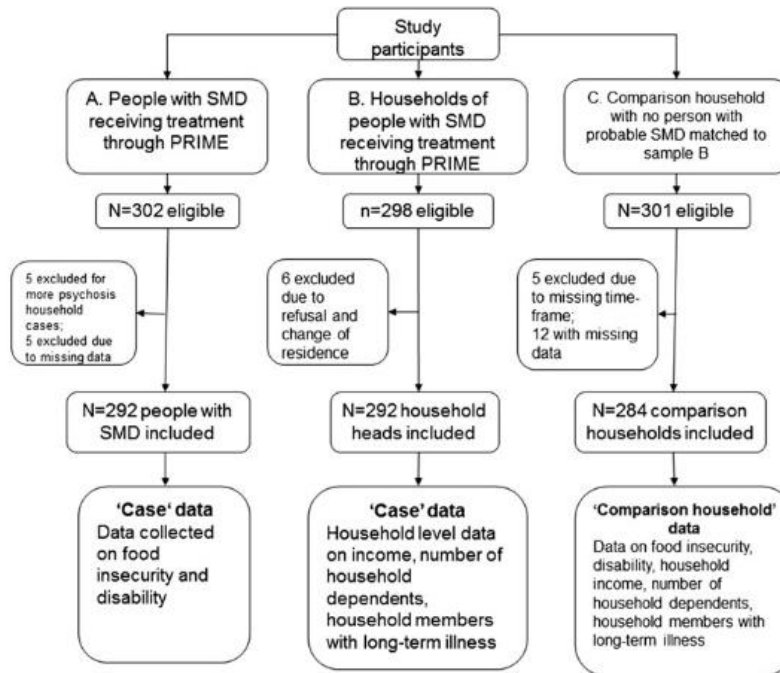 Study
participants
A. People with SMD
receiving treatment
through PRIME
B. Households of
people with SMD
receiving treatment
through PRIME
C. Comparison household
with no person with
probable SMD matched to
sample B
N=302 eligible
n=298 eligible
N=301 eligible
5 excluded for
more psychosis
household
cases;
5 excluded due
to missing data
6 excluded
due to
refusal and
change of
residence
5 excluded due
to missing time-
frame;
12 with missing
data
N=292 people with
SMD included
N=292 household
heads included
N=284 comparison
households included
'Case' data
Data collected
on food
insecurity and
disability
'Case' data
Household level data
on income, number of
household
dependents,
household members
with long-term illness
'Comparison household'
data
Data on food insecurity,
disability, household
income, number of
household dependents,
household members with
long-term illness